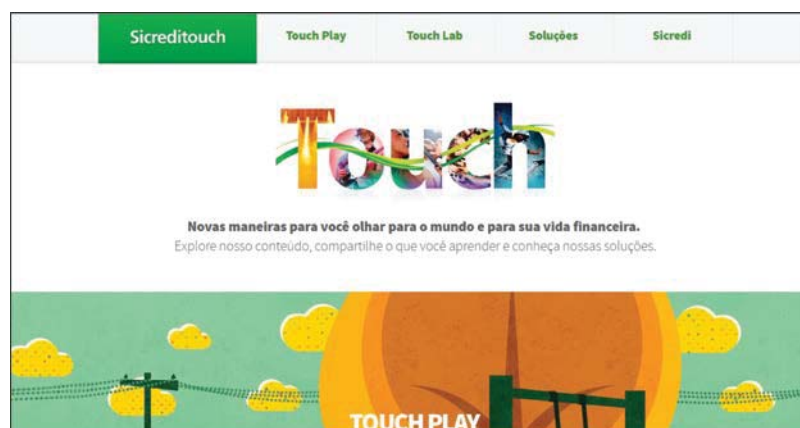 Sicreditouch Touch Play Touch Lab Soluções Sicredi
Touch
Novas maneiras para você olhar para o mundo e para sua vida financeira.
Explore nosso conteúdo, compartilhe o que você aprender e conheça nossas soluções.
TOUCH PLAY